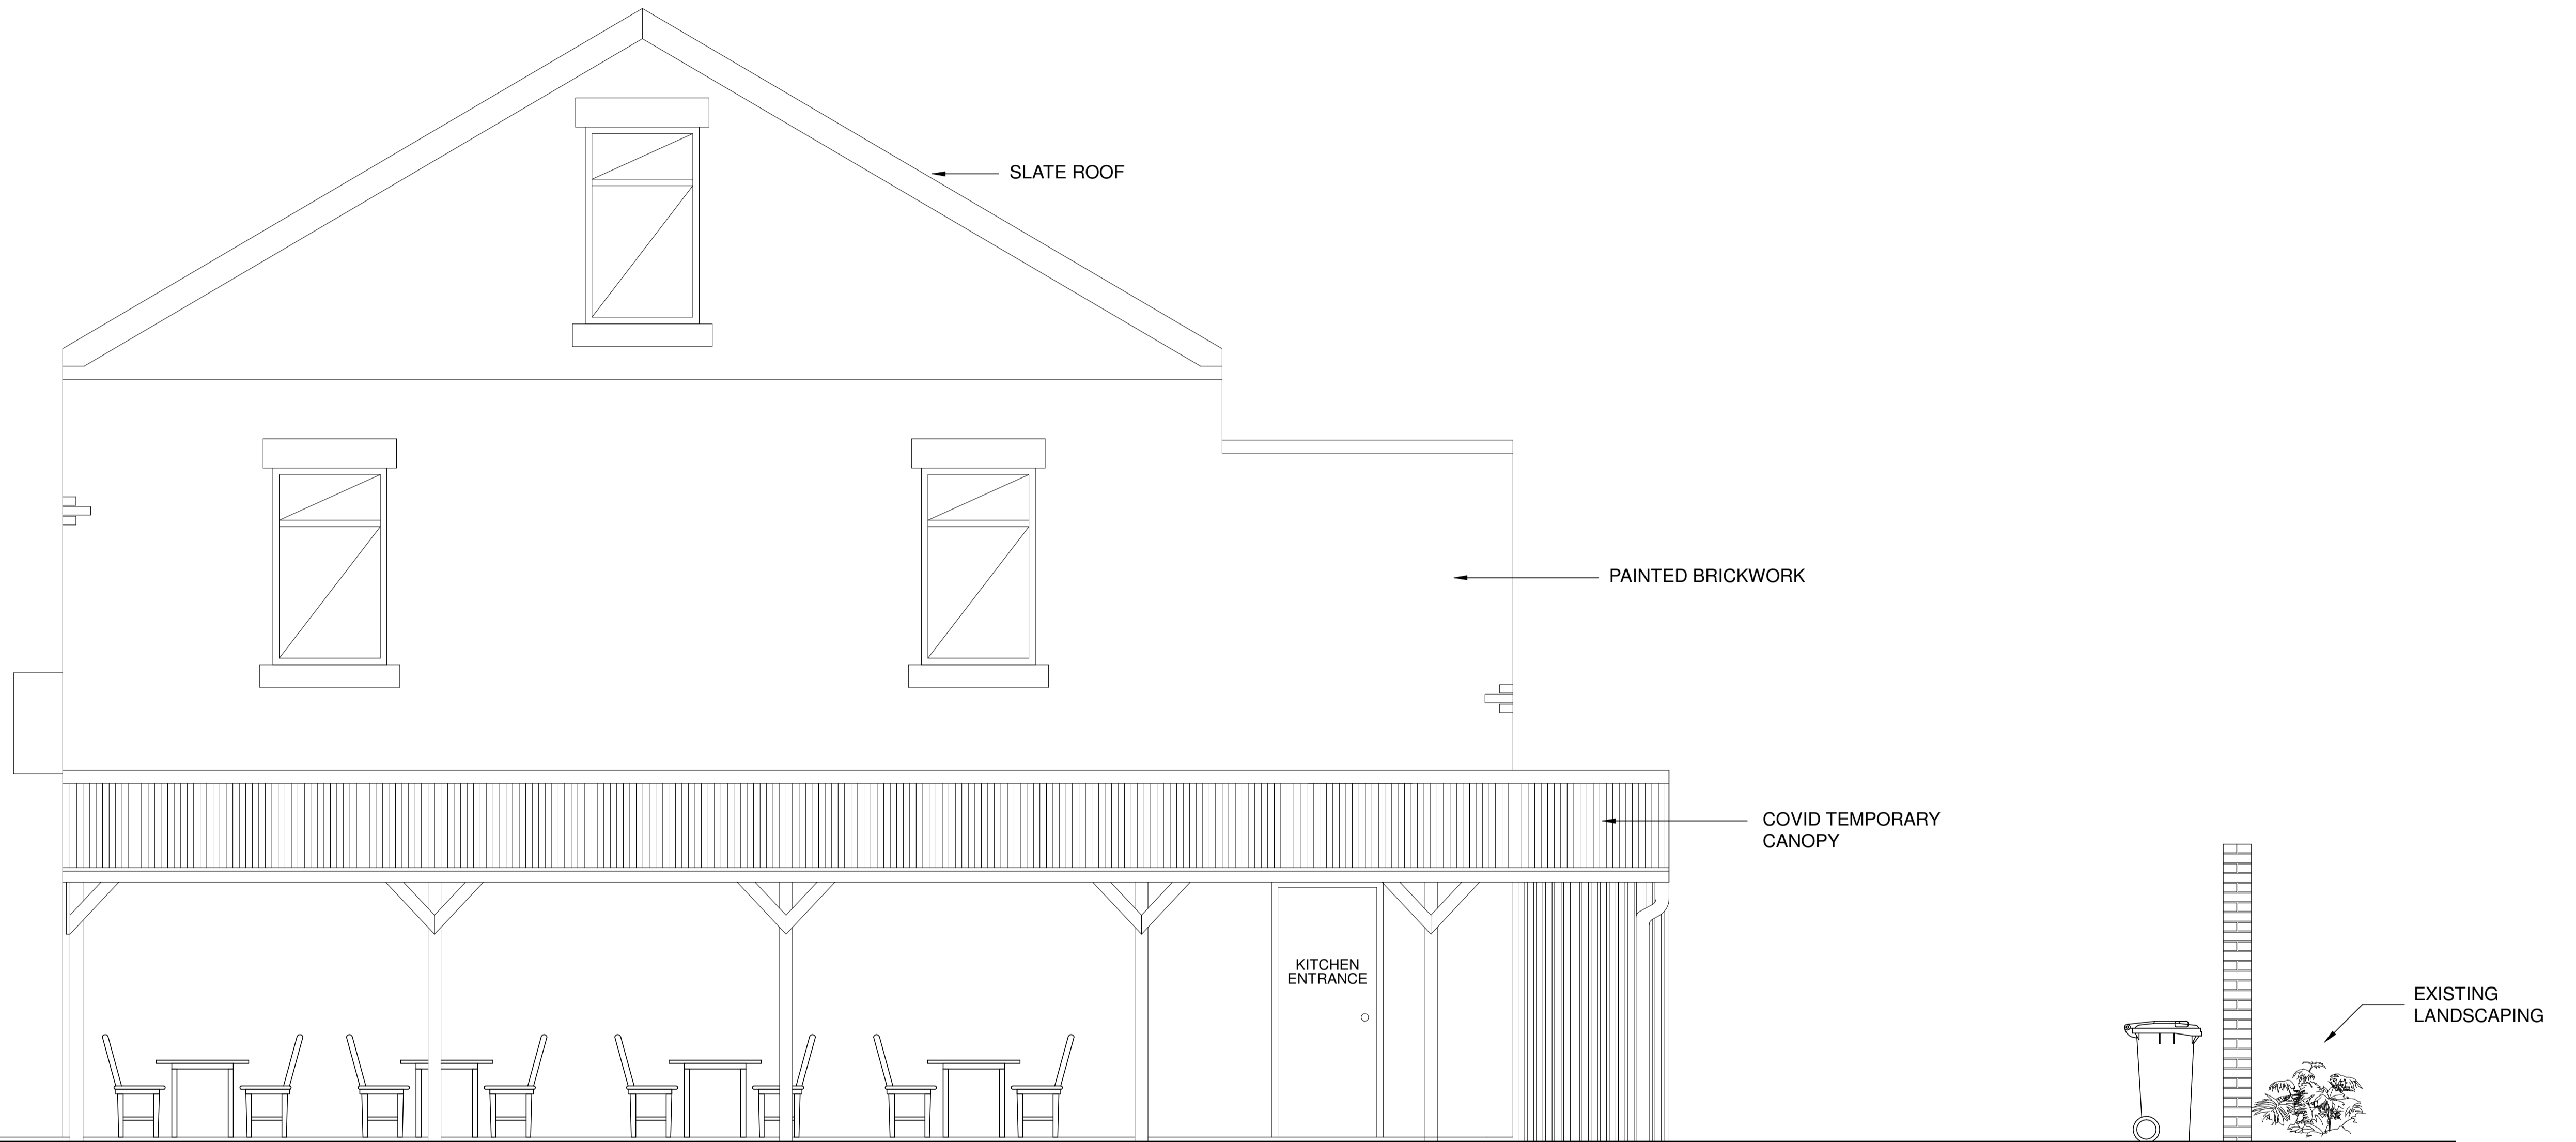 SLATE ROOF
PAINTED BRICKWORK
COVID TEMPORARY
CANOPY
KITCHEN
ENTRANCE
EXISTING
LANDSCAPING